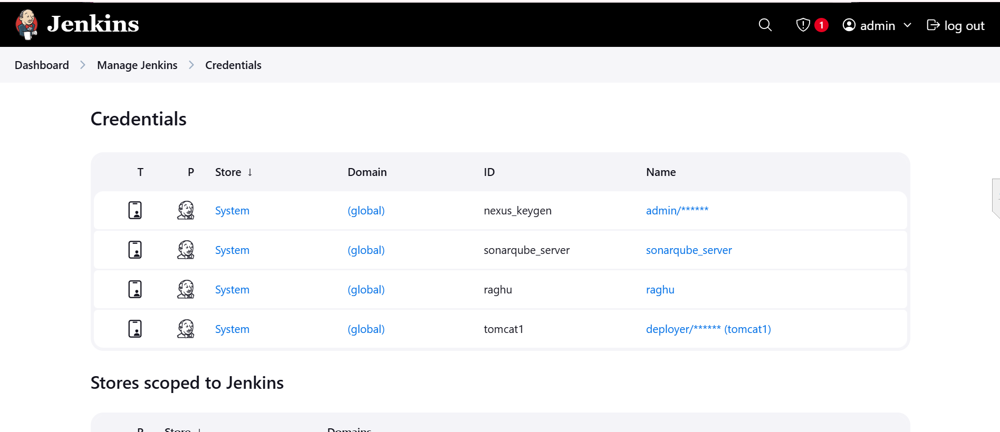 Jenkins
1
admin
log out
Dashboard
Manage Jenkins
Credentials
Credentials
T P Store ↓ Domain ID Name
System (global) nexus_keygen admin/******
System (global) sonarqube_server sonarqube_server
System (global) raghu raghu
System (global) tomcat1 deployer/****** (tomcat1)
Stores scoped to Jenkins
P Store ↓ Domains